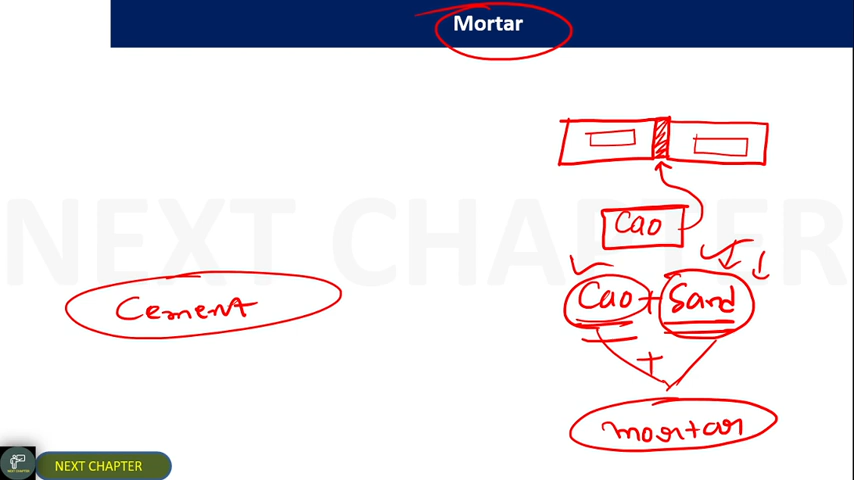 Mortar
NEXT CHAPTER
Cao
Cao + Sand
Cement
+
mortar
NEXT CHAPTER